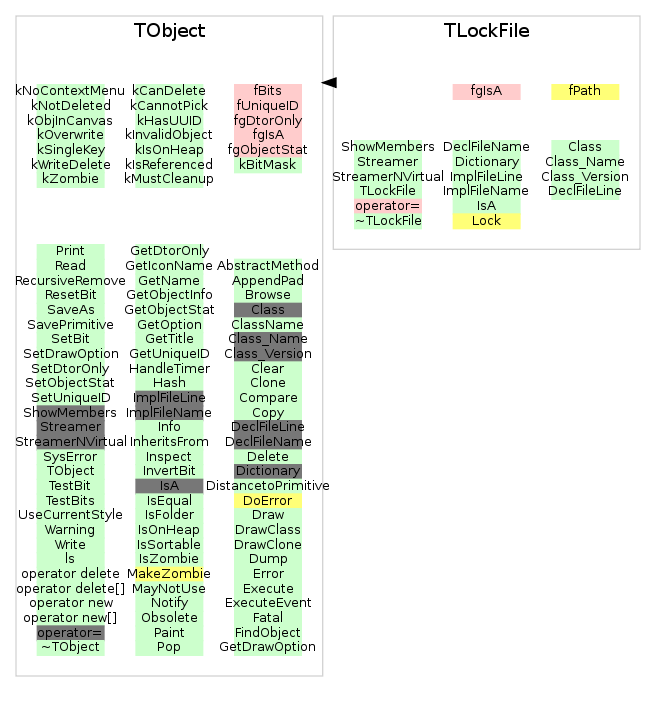 TObject
kNoContextMenu
kNotDeleted
kObjInCanvas
kOverwrite
kSingleKey
kWriteDelete
kZombie
kCanDelete
kCannotPick
kHasUUID
kInvalidObject
kIsOnHeap
kIsReferenced
kMustCleanup
fBits
fUniqueID
fgDtorOnly
fgIsA
fgObjectStat
kBitMask
Print
Read
RecursiveRemove
ResetBit
SaveAs
SavePrimitive
SetBit
SetDrawOption
SetDtorOnly
SetObjectStat
SetUniqueID
ShowMembers
Streamer
StreamerNVirtual
SysError
TObject
TestBit
TestBits
UseCurrentStyle
Warning
Write
ls
operator delete
operator delete[]
operator new
operator new[]
operator=
~TObject
GetDtorOnly
GetIconName
GetName
GetObjectInfo
GetObjectStat
GetOption
GetTitle
GetUniqueID
HandleTimer
Hash
ImplFileLine
ImplFileName
Info
InheritsFrom
Inspect
InvertBit
IsA
IsEqual
IsFolder
IsOnHeap
IsSortable
IsZombie
MakeZombie
MayNotUse
Notify
Obsolete
Paint
Pop
AbstractMethod
AppendPad
Browse
Class
ClassName
Class_Name
Class_Version
Clear
Clone
Compare
Copy
DeclFileLine
DeclFileName
Delete
Dictionary
DistancetoPrimitive
DoError
Draw
DrawClass
DrawClone
Dump
Error
Execute
ExecuteEvent
Fatal
FindObject
GetDrawOption
TLockFile
fgIsA
fPath
ShowMembers
Streamer
StreamerNVirtual
TLockFile
operator=
~TLockFile
DeclFileName
Dictionary
ImplFileLine
ImplFileName
IsA
Lock
Class
Class_Name
Class_Version
DeclFileLine